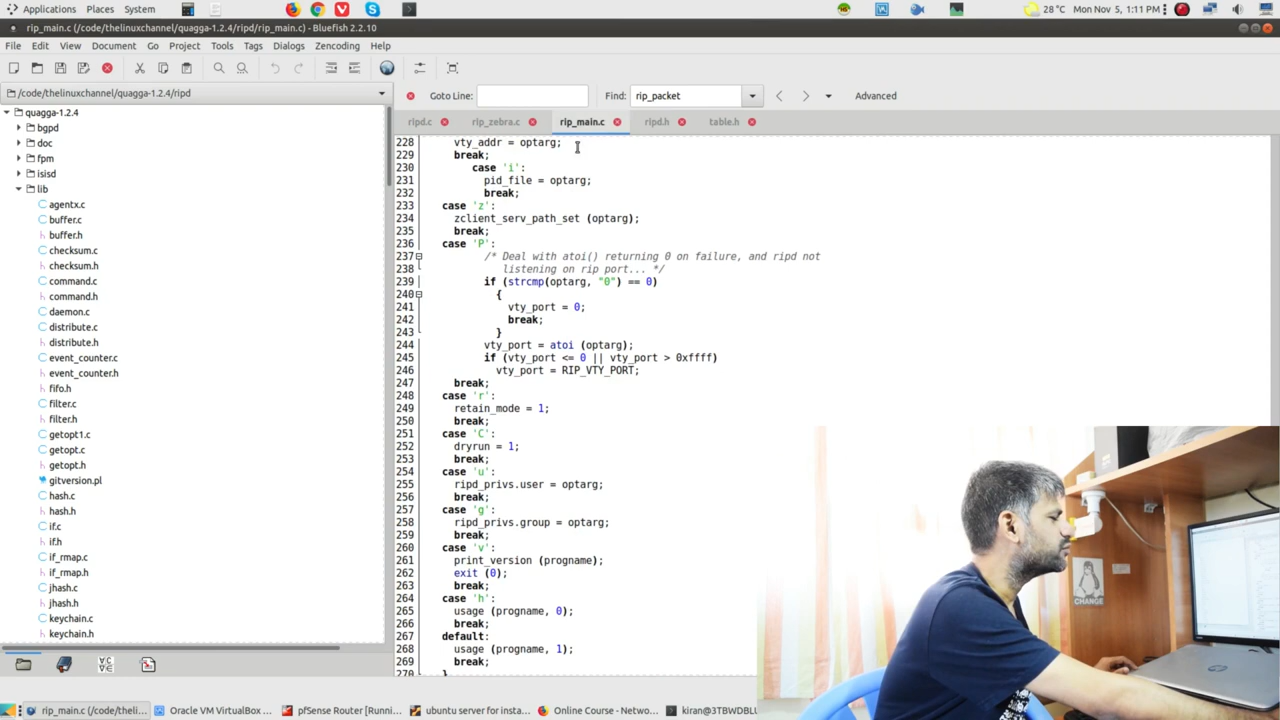 Applications Places System 28 °C Mon Nov 5, 1:11 PM
rip_main.c (/code/thelinuxchannel/quagga-1.2.4/ripd/rip_main.c) - Bluefish 2.2.10
File Edit View Document Go Project Tools Tags Dialogs Zencoding Help
/code/thelinuxchannel/quagga-1.2.4/ripd
Goto Line: Find: rip_packet Advanced
ripd.c rip_zebra.c rip_main.c ripd.h table.h
quagga-1.2.4
bgpd
doc
fpm
isisd
lib
agentx.c
buffer.c
buffer.h
checksum.c
checksum.h
command.c
command.h
daemon.c
distribute.c
distribute.h
event_counter.c
event_counter.h
fifo.h
filter.c
filter.h
getopt1.c
getopt.c
getopt.h
gitversion.pl
hash.c
hash.h
if.c
if.h
if_rmap.c
if_rmap.h
jhash.c
jhash.h
keychain.c
keychain.h
228 vty_addr = optarg;
229 break;
230 case 'i':
231 pid_file = optarg;
232 break;
233 case 'z':
234 zclient_serv_path_set (optarg);
235 break;
236 case 'P':
237 /* Deal with atoi() returning 0 on failure, and ripd not
238 listening on rip port... */
239 if (strcmp(optarg, "0") == 0)
240 {
241 vty_port = 0;
242 break;
243 }
244 vty_port = atoi (optarg);
245 if (vty_port <= 0 || vty_port > 0xffff)
246 vty_port = RIP_VTY_PORT;
247 break;
248 case 'r':
249 retain_mode = 1;
250 break;
251 case 'C':
252 dryrun = 1;
253 break;
254 case 'u':
255 ripd_privs.user = optarg;
256 break;
257 case 'g':
258 ripd_privs.group = optarg;
259 break;
260 case 'v':
261 print_version (progname);
262 exit (0);
263 break;
264 case 'h':
265 usage (progname, 0);
266 break;
267 default:
268 usage (progname, 1);
269 break;
270 }
CHANGE
rip_main.c (/code/theli... Oracle VM VirtualBox ... pfSense Router [Runni... ubuntu server for insta... Online Course - Netwo... kiran@3TBWDBLU